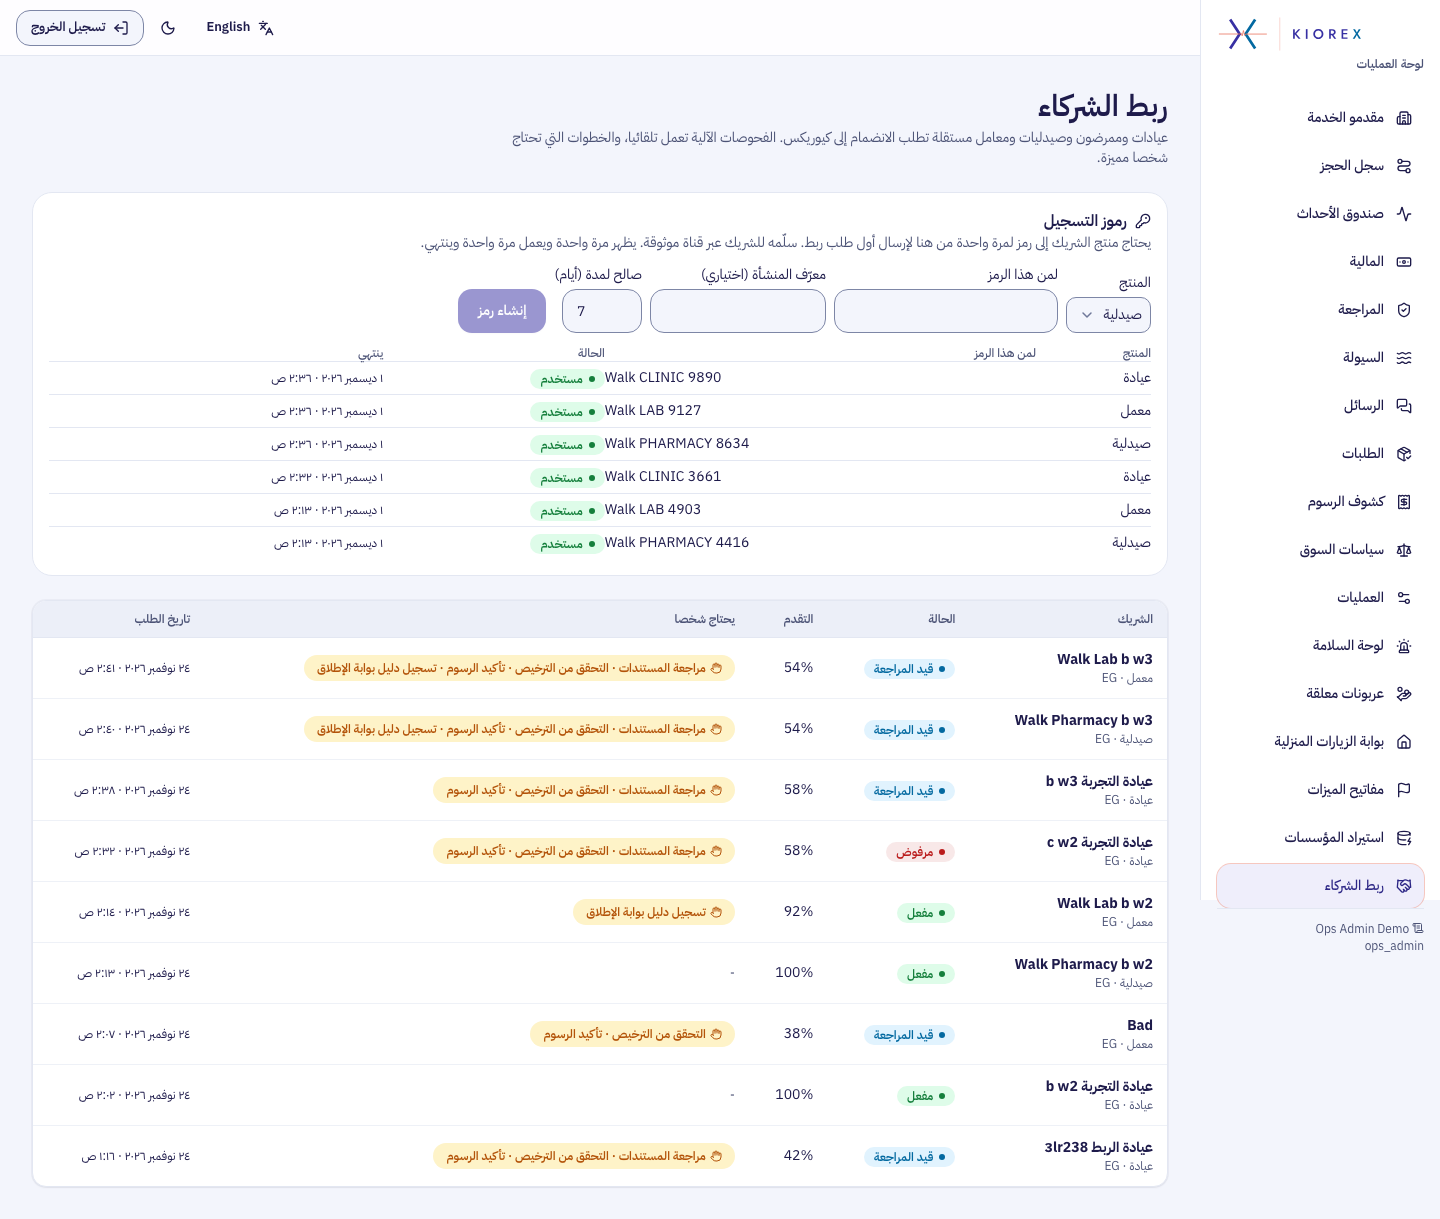 KIOREX
لوحة العمليات
مقدمو الخدمة
سجل الحجز
صندوق الأحداث
المالية
المراجعة
السيولة
الرسائل
الطلبات
كشوف الرسوم
سياسات السوق
العمليات
لوحة السلامة
عربونات معلقة
بوابة الزيارات المنزلية
مفاتيح الميزات
استيراد المؤسسات
ربط الشركاء
Ops Admin Demo
ops_admin
English
تسجيل الخروج
ربط الشركاء
عيادات وممرضون وصيدليات ومعامل مستقلة تطلب الانضمام إلى كيوريكس. الفحوصات الآلية تعمل تلقائيا، والخطوات التي تحتاج
شخصا مميزة.
رموز التسجيل
يحتاج منتج الشريك إلى رمز لمرة واحدة من هنا لإرسال أول طلب ربط. سلّمه للشريك عبر قناة موثوقة. يظهر مرة واحدة ويعمل مرة واحدة وينتهي.
المنتج
صيدلية
لمن هذا الرمز
معرّف المنشأة (اختياري)
صالح لمدة (أيام)
7
إنشاء رمز
المنتج لمن هذا الرمز الحالة ينتهي
عيادة Walk CLINIC 9890 مستخدم ١ ديسمبر ٢٠٢٦ · ٢:٣٦ ص
معمل Walk LAB 9127 مستخدم ١ ديسمبر ٢٠٢٦ · ٢:٣٦ ص
صيدلية Walk PHARMACY 8634 مستخدم ١ ديسمبر ٢٠٢٦ · ٢:٣٦ ص
عيادة Walk CLINIC 3661 مستخدم ١ ديسمبر ٢٠٢٦ · ٢:٣٢ ص
معمل Walk LAB 4903 مستخدم ١ ديسمبر ٢٠٢٦ · ٢:١٣ ص
صيدلية Walk PHARMACY 4416 مستخدم ١ ديسمبر ٢٠٢٦ · ٢:١٣ ص
الشريك الحالة التقدم يحتاج شخصا تاريخ الطلب
Walk Lab b w3
معمل · EG
قيد المراجعة 54% مراجعة المستندات · التحقق من الترخيص · تأكيد الرسوم · تسجيل دليل بوابة الإطلاق ٢٤ نوفمبر ٢٠٢٦ · ٢:٤١ ص
Walk Pharmacy b w3
صيدلية · EG
قيد المراجعة 54% مراجعة المستندات · التحقق من الترخيص · تأكيد الرسوم · تسجيل دليل بوابة الإطلاق ٢٤ نوفمبر ٢٠٢٦ · ٢:٤٠ ص
عيادة التجربة b w3
عيادة · EG
قيد المراجعة 58% مراجعة المستندات · التحقق من الترخيص · تأكيد الرسوم ٢٤ نوفمبر ٢٠٢٦ · ٢:٣٨ ص
عيادة التجربة c w2
عيادة · EG
مرفوض 58% مراجعة المستندات · التحقق من الترخيص · تأكيد الرسوم ٢٤ نوفمبر ٢٠٢٦ · ٢:٣٢ ص
Walk Lab b w2
معمل · EG
مفعل 92% تسجيل دليل بوابة الإطلاق ٢٤ نوفمبر ٢٠٢٦ · ٢:١٤ ص
Walk Pharmacy b w2
صيدلية · EG
مفعل 100% - ٢٤ نوفمبر ٢٠٢٦ · ٢:١٣ ص
Bad
معمل · EG
قيد المراجعة 38% التحقق من الترخيص · تأكيد الرسوم ٢٤ نوفمبر ٢٠٢٦ · ٢:٠٧ ص
عيادة التجربة b w2
عيادة · EG
مفعل 100% - ٢٤ نوفمبر ٢٠٢٦ · ٢:٠٢ ص
عيادة الربط 3lr238
عيادة · EG
قيد المراجعة 42% مراجعة المستندات · التحقق من الترخيص · تأكيد الرسوم ٢٤ نوفمبر ٢٠٢٦ · ١:١٦ ص